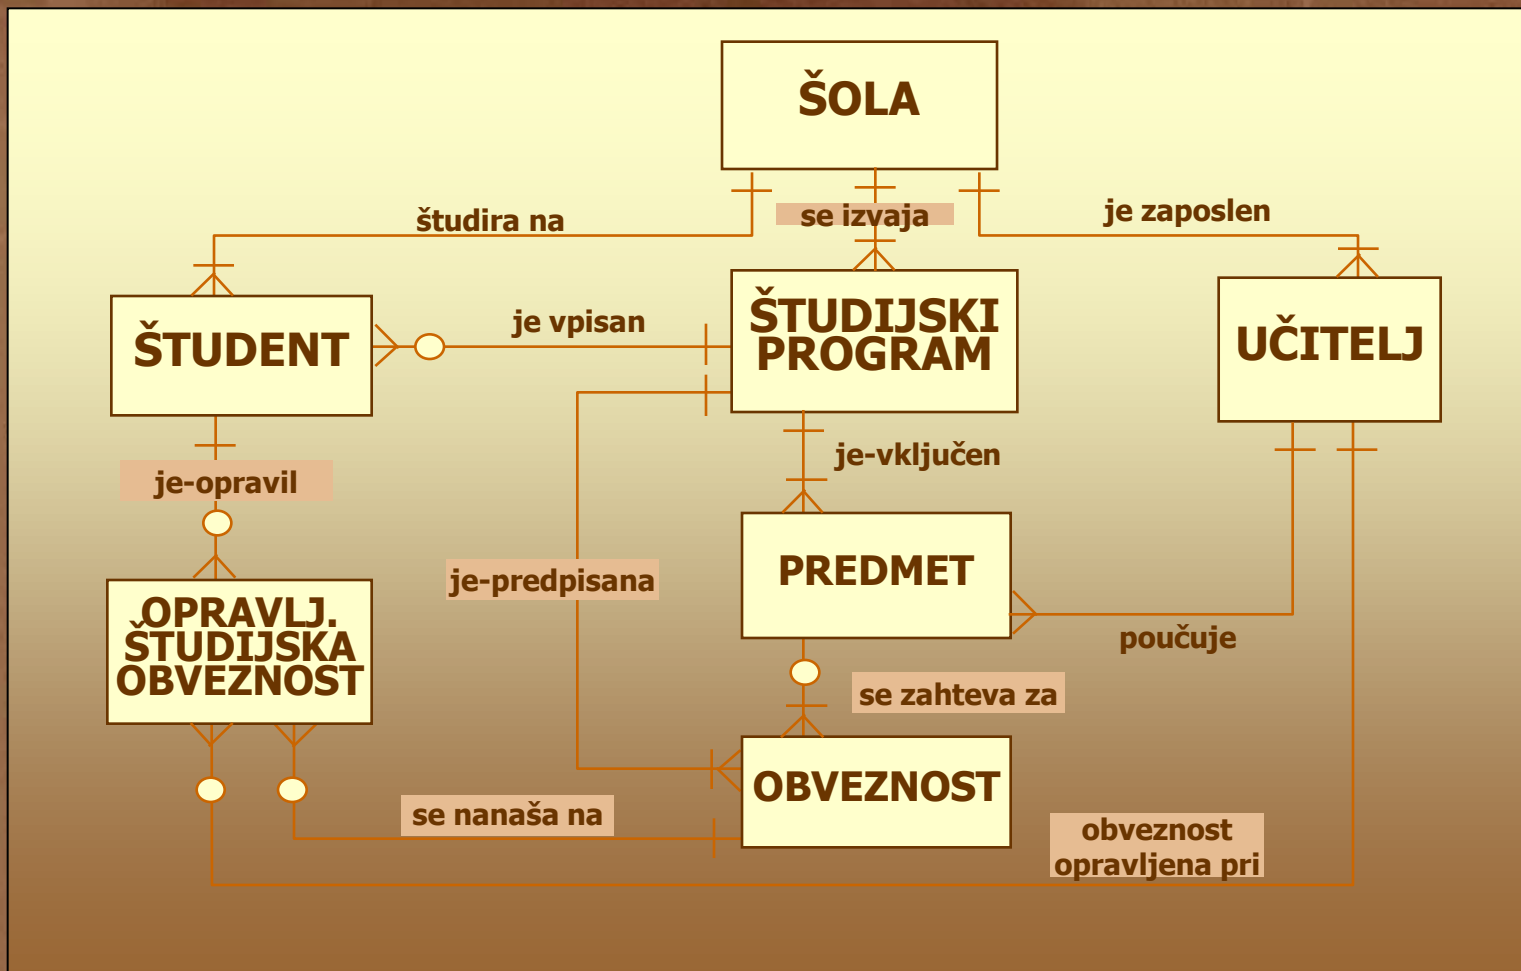 ŠOLA
študira na
se izvaja
je zaposlen
ŠTUDENT
je vpisan
ŠTUDIJSKI
PROGRAM
UČITELJ
je-opravil
je-vključen
je-predpisana
PREDMET
poučuje
OPRAVLJ.
ŠTUDIJSKA
OBVEZNOST
se zahteva za
OBVEZNOST
se nanaša na
obveznost
opravljena pri